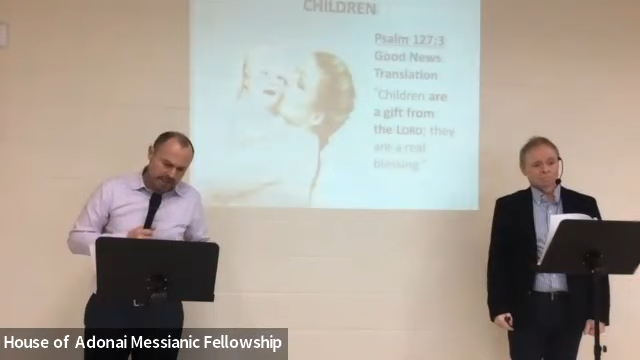 CHILDREN
Psalm 127:3
Good News
Translation
"Children are
a gift from
the LORD; they
are a real
blessing"
House of Adonai Messianic Fellowship